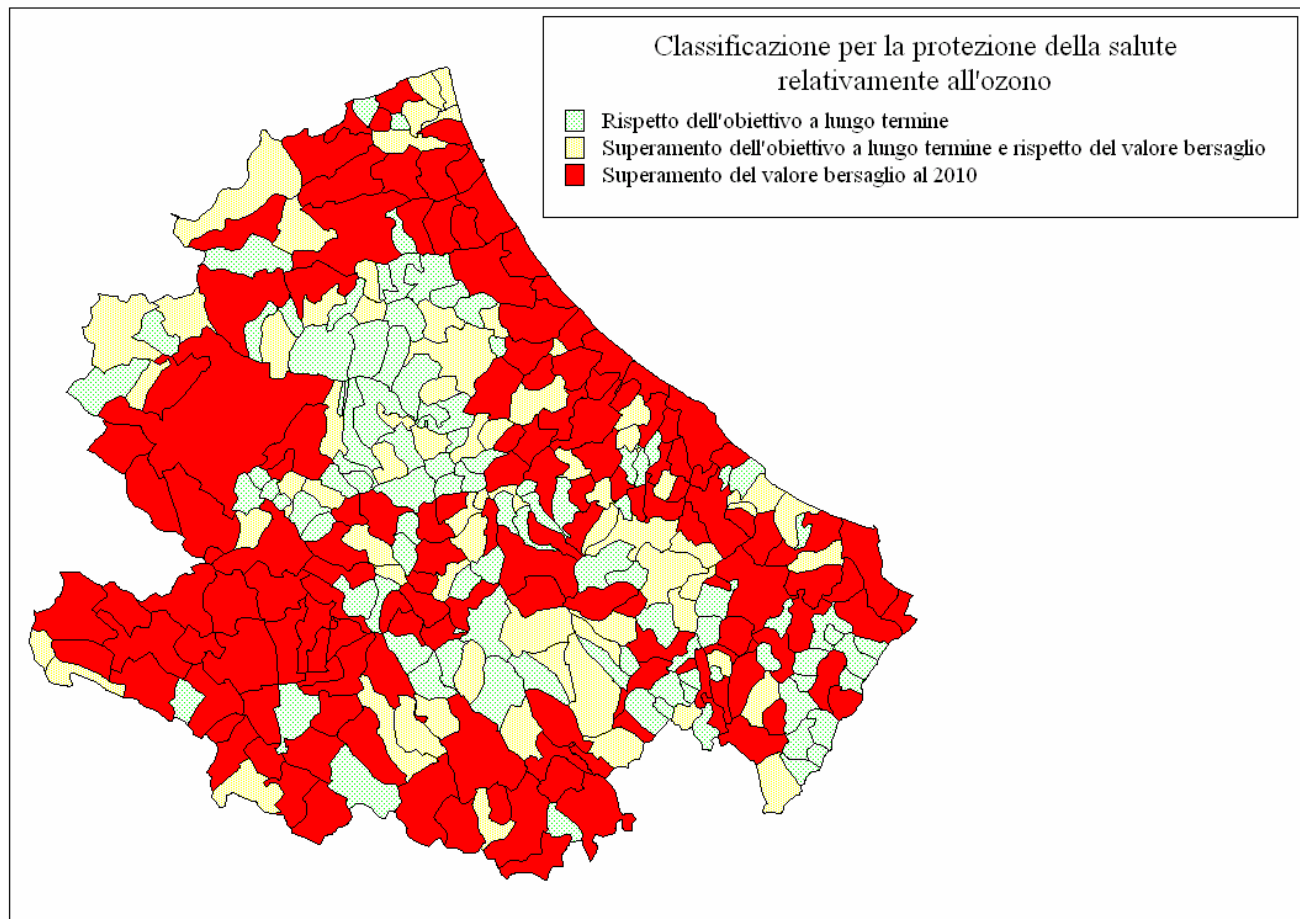 Classificazione per la protezione della salute
relativamente all'ozono
Rispetto dell'obiettivo a lungo termine
Superamento dell'obiettivo a lungo termine e rispetto del valore bersaglio
Superamento del valore bersaglio al 2010